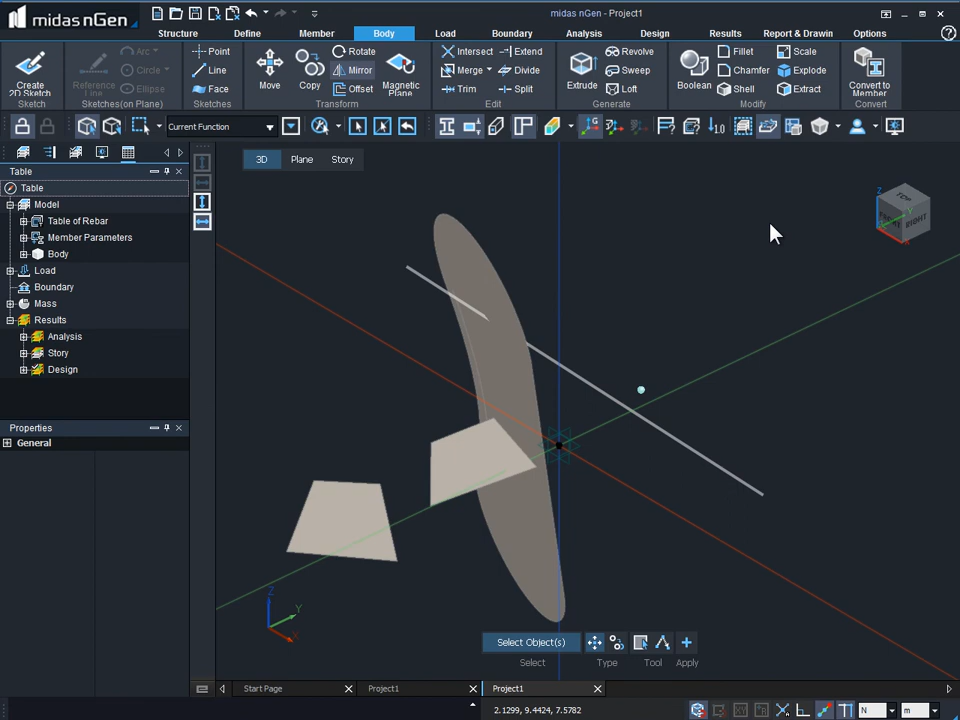 midas nGen
midas nGen - Project1
Structure Define Member Body Load Boundary Analysis Design Results Report & Drawin Options
Create
2D Sketch
Sketch
Reference
Line
Arc
Circle
Ellipse
Sketches(on Plane)
Point
Line
Face
Sketches
Move
Copy
Rotate
Mirror
Offset
Magnetic
Plane
Transform
Intersect
Merge
Trim
Extend
Divide
Split
Edit
Extrude
Revolve
Sweep
Loft
Generate
Boolean
Fillet
Chamfer
Shell
Scale
Explode
Extract
Modify
Convert to
Member
Convert
Current Function
1.0
Table
Table
Model
Table of Rebar
Member Parameters
Body
Load
Boundary
Mass
Results
Analysis
Story
Design
Properties
General
3D Plane Story
Z
TOP
FRONT
RIGHT
Z
Y
X
Select Object(s)
Select Type Tool Apply
Start Page Project1 Project1
2.1299, 9.4424, 7.5782
N m